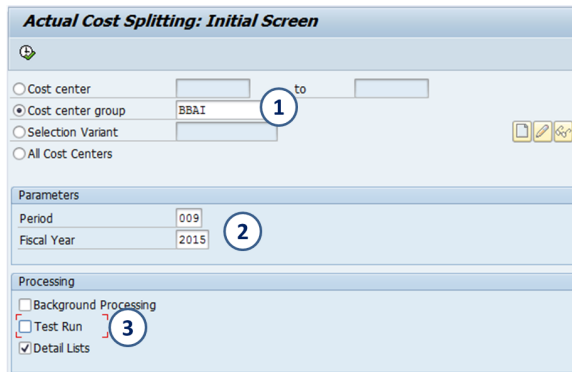 Actual Cost Splitting: Initial Screen
Cost center to
Cost center group BBAI 1
Selection Variant
All Cost Centers
Parameters
Period 009
Fiscal Year 2015 2
Processing
Background Processing
Test Run 3
Detail Lists